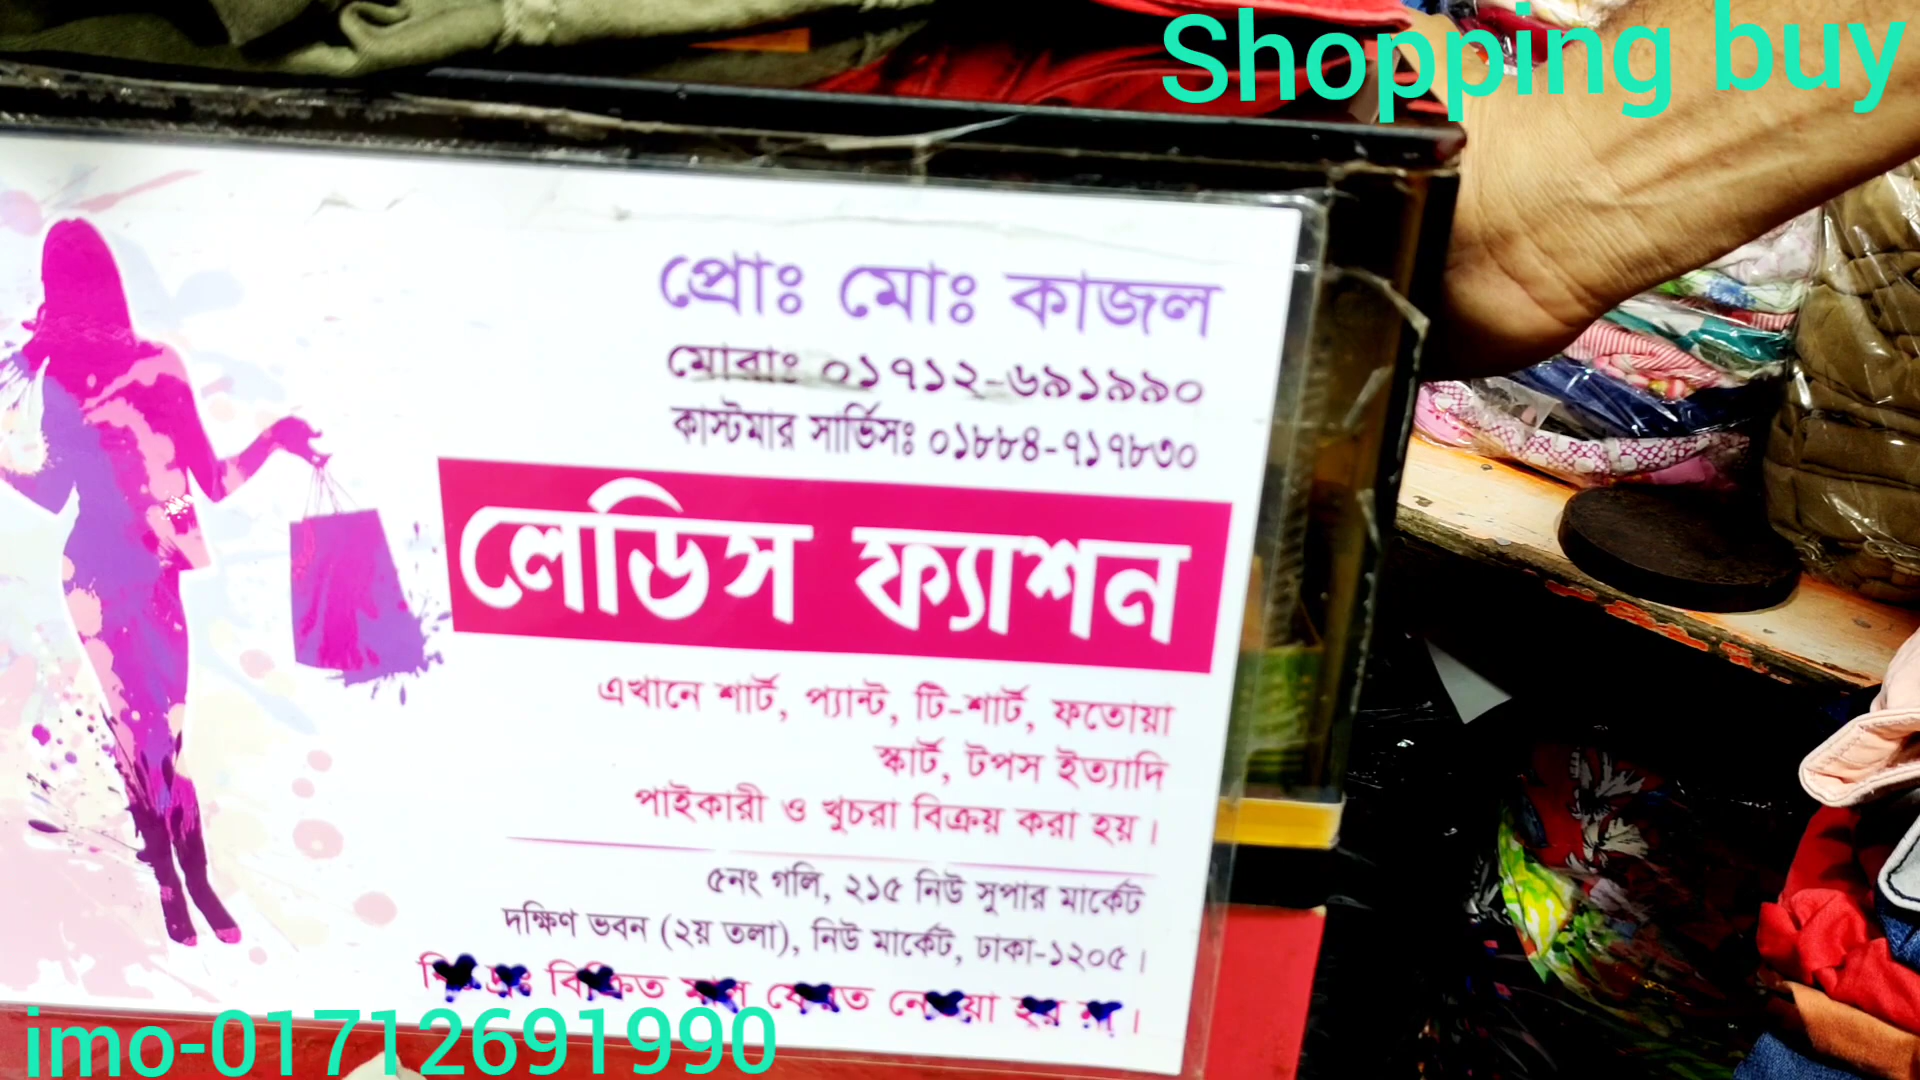 Shopping buy
প্রোঃ মোঃ কাজল
মোবাঃ ০১৭১২-৬৯১৯৯০
কাস্টমার সার্ভিসঃ ০১৮৮৪-৭১৭৮৩০
লেডিস ফ্যাশন
এখানে শার্ট, প্যান্ট, টি-শার্ট, ফতোয়া
স্কার্ট, টপস ইত্যাদি
পাইকারী ও খুচরা বিক্রয় করা হয়।
৫নং গলি, ২১৫ নিউ সুপার মার্কেট
দক্ষিণ ভবন (২য় তলা), নিউ মার্কেট, ঢাকা-১২০৫।
বিক্রিত
imo-01712691990